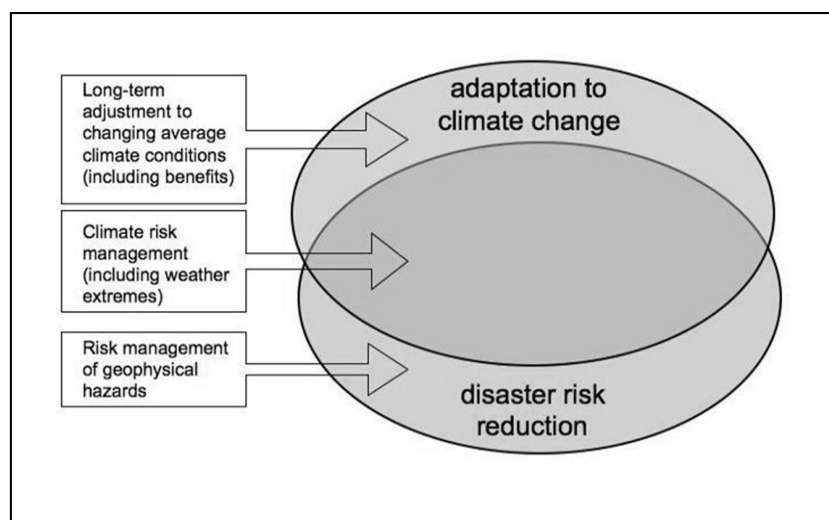 Long-term
adjustment to
changing average
climate conditions
(including benefits)
adaptation to
climate change
Climate risk
management
(including weather
extremes)
Risk management
of geophysical
hazards
disaster risk
reduction